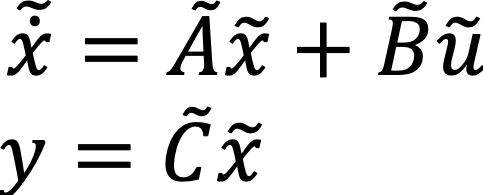 x̃̇ = Ãx̃ + B̃ũ
y = C̃x̃